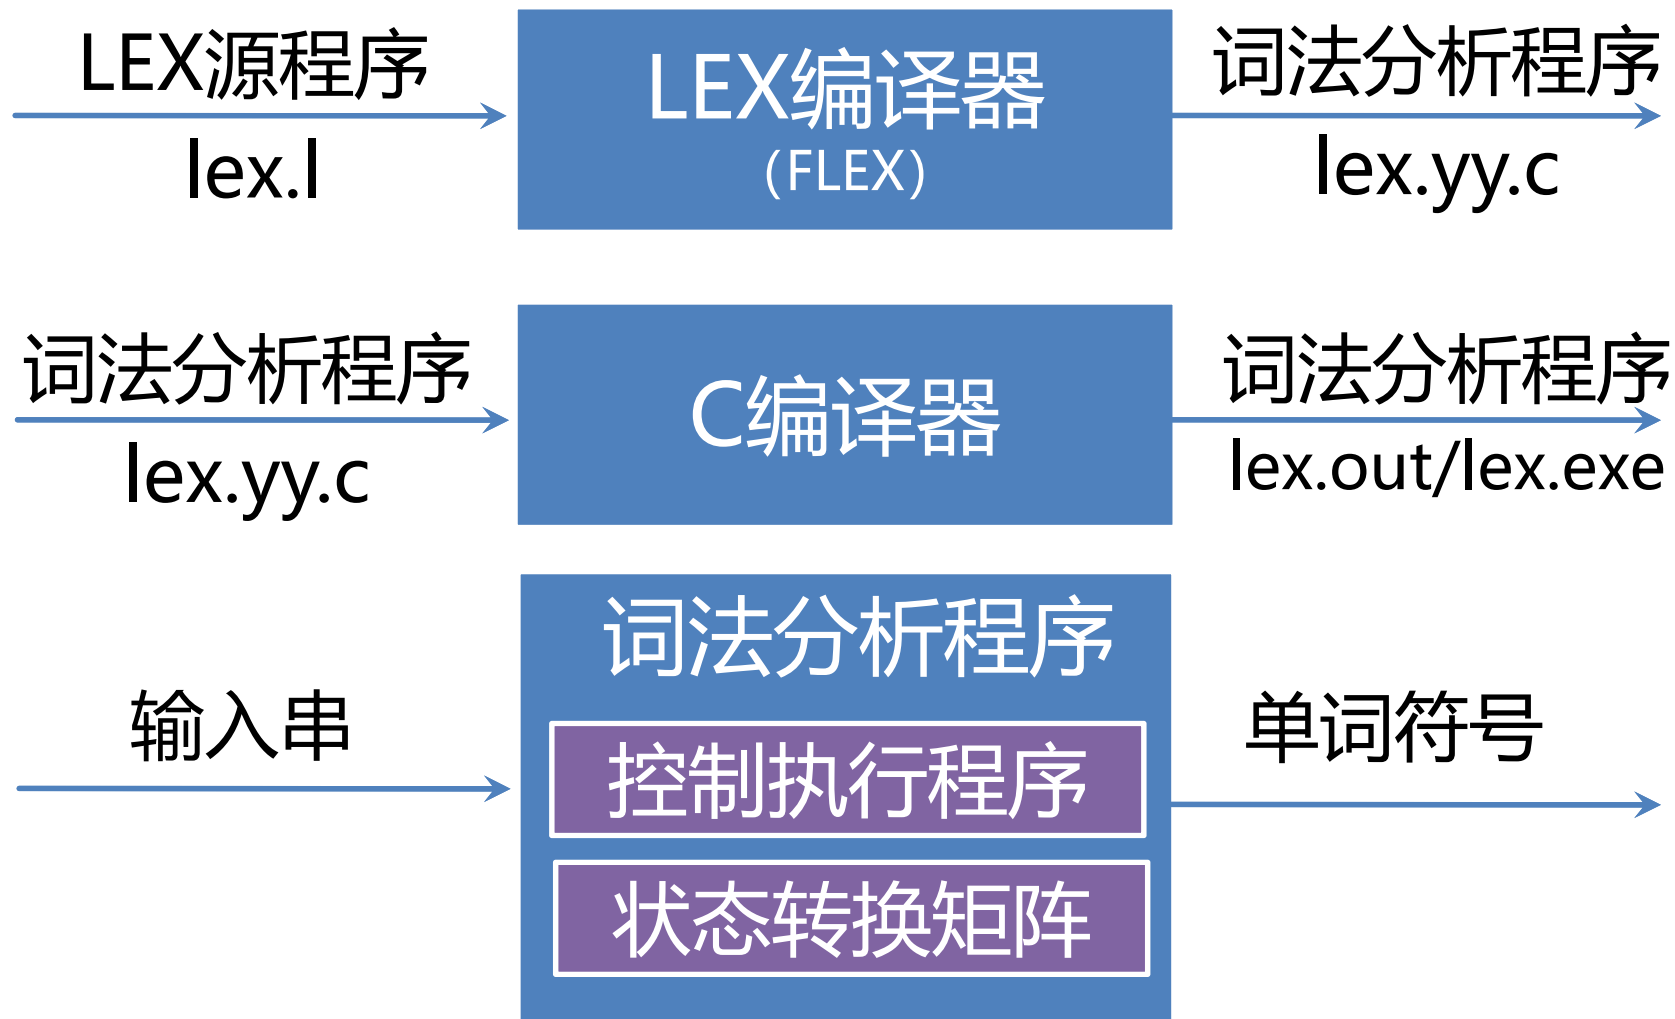 LEX源程序
lex.l
LEX编译器
（FLEX）
词法分析程序
lex.yy.c
词法分析程序
lex.yy.c
C编译器
词法分析程序
lex.out/lex.exe
输入串
词法分析程序
控制执行程序
状态转换矩阵
单词符号